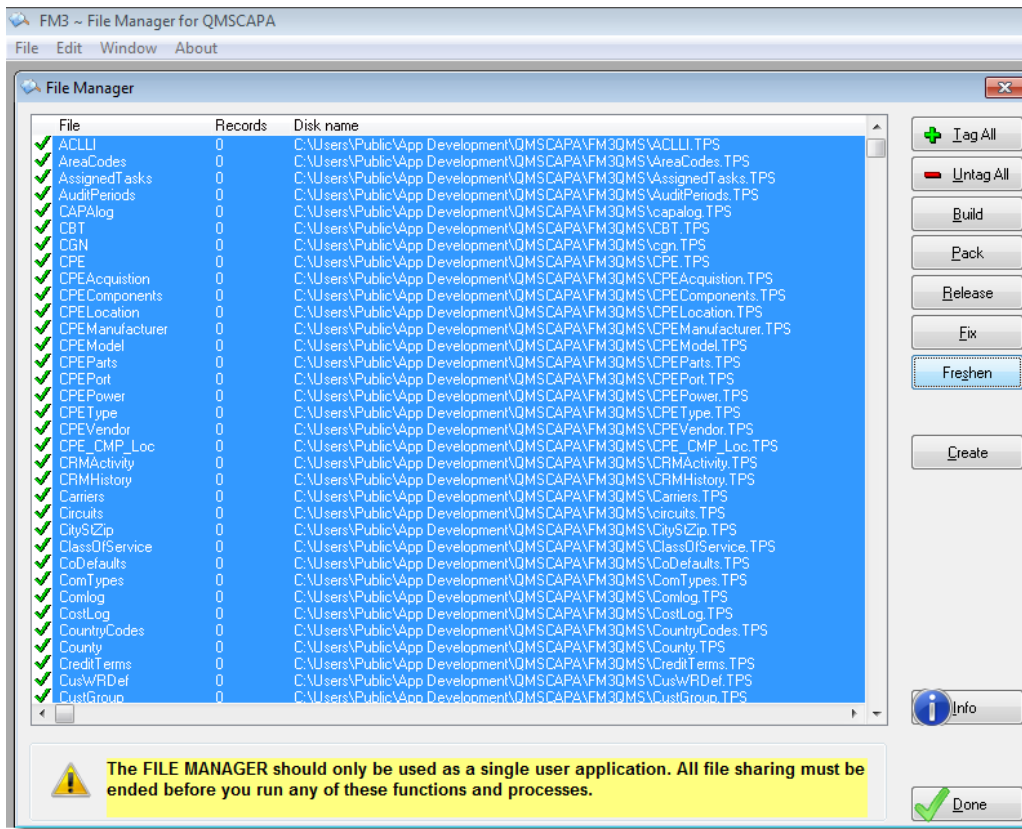 FM3 ~ File Manager for QMSCAPA
File Edit Window About
File Manager
File Records Disk name
ACLLI 0 C:\Users\Public\App Development\QMSCAPA\FM3QMS\ACLLI.TPS
AreaCodes 0 C:\Users\Public\App Development\QMSCAPA\FM3QMS\AreaCodes.TPS
AssignedTasks 0 C:\Users\Public\App Development\QMSCAPA\FM3QMS\AssignedTasks.TPS
AuditPeriods 0 C:\Users\Public\App Development\QMSCAPA\FM3QMS\AuditPeriods.TPS
CAPAlog 0 C:\Users\Public\App Development\QMSCAPA\FM3QMS\capalog.TPS
CBT 0 C:\Users\Public\App Development\QMSCAPA\FM3QMS\CBT.TPS
CGN 0 C:\Users\Public\App Development\QMSCAPA\FM3QMS\cgn.TPS
CPE 0 C:\Users\Public\App Development\QMSCAPA\FM3QMS\CPE.TPS
CPEAcquistion 0 C:\Users\Public\App Development\QMSCAPA\FM3QMS\CPEAcquistion.TPS
CPEComponents 0 C:\Users\Public\App Development\QMSCAPA\FM3QMS\CPEComponents.TPS
CPELocation 0 C:\Users\Public\App Development\QMSCAPA\FM3QMS\CPELocation.TPS
CPEManufacturer 0 C:\Users\Public\App Development\QMSCAPA\FM3QMS\CPEManufacturer.TPS
CPEModel 0 C:\Users\Public\App Development\QMSCAPA\FM3QMS\CPEModel.TPS
CPEParts 0 C:\Users\Public\App Development\QMSCAPA\FM3QMS\CPEParts.TPS
CPEPort 0 C:\Users\Public\App Development\QMSCAPA\FM3QMS\CPEPort.TPS
CPEPower 0 C:\Users\Public\App Development\QMSCAPA\FM3QMS\CPEPower.TPS
CPEType 0 C:\Users\Public\App Development\QMSCAPA\FM3QMS\CPEType.TPS
CPEVendor 0 C:\Users\Public\App Development\QMSCAPA\FM3QMS\CPEVendor.TPS
CPE_CMP_Loc 0 C:\Users\Public\App Development\QMSCAPA\FM3QMS\CPE_CMP_Loc.TPS
CRMActivity 0 C:\Users\Public\App Development\QMSCAPA\FM3QMS\CRMActivity.TPS
CRMHistory 0 C:\Users\Public\App Development\QMSCAPA\FM3QMS\CRMHistory.TPS
Carriers 0 C:\Users\Public\App Development\QMSCAPA\FM3QMS\Carriers.TPS
Circuits 0 C:\Users\Public\App Development\QMSCAPA\FM3QMS\circuits.TPS
CityStZip 0 C:\Users\Public\App Development\QMSCAPA\FM3QMS\CityStZip.TPS
ClassOfService 0 C:\Users\Public\App Development\QMSCAPA\FM3QMS\ClassOfService.TPS
CoDefaults 0 C:\Users\Public\App Development\QMSCAPA\FM3QMS\CoDefaults.TPS
ComTypes 0 C:\Users\Public\App Development\QMSCAPA\FM3QMS\ComTypes.TPS
Comlog 0 C:\Users\Public\App Development\QMSCAPA\FM3QMS\Comlog.TPS
CostLog 0 C:\Users\Public\App Development\QMSCAPA\FM3QMS\CostLog.TPS
CountryCodes 0 C:\Users\Public\App Development\QMSCAPA\FM3QMS\CountryCodes.TPS
County 0 C:\Users\Public\App Development\QMSCAPA\FM3QMS\County.TPS
CreditTerms 0 C:\Users\Public\App Development\QMSCAPA\FM3QMS\CreditTerms.TPS
CusWRDef 0 C:\Users\Public\App Development\QMSCAPA\FM3QMS\CusWRDef.TPS
CustGroup 0 C:\Users\Public\App Development\QMSCAPA\FM3QMS\CustGroup.TPS
Tag All
Untag All
Build
Pack
Release
Fix
Freshen
Create
Info
Done
The FILE MANAGER should only be used as a single user application. All file sharing must be
ended before you run any of these functions and processes.